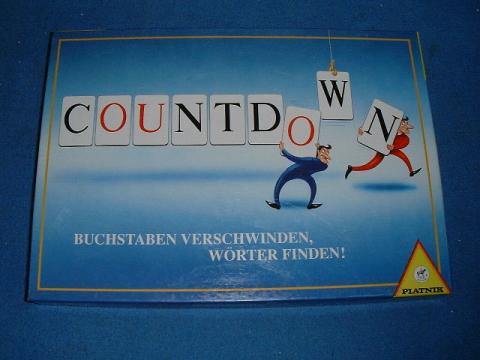 COUNTDOWN
BUCHSTABEN VERSCHWINDEN,
WÖRTER FINDEN!
PIATNIK